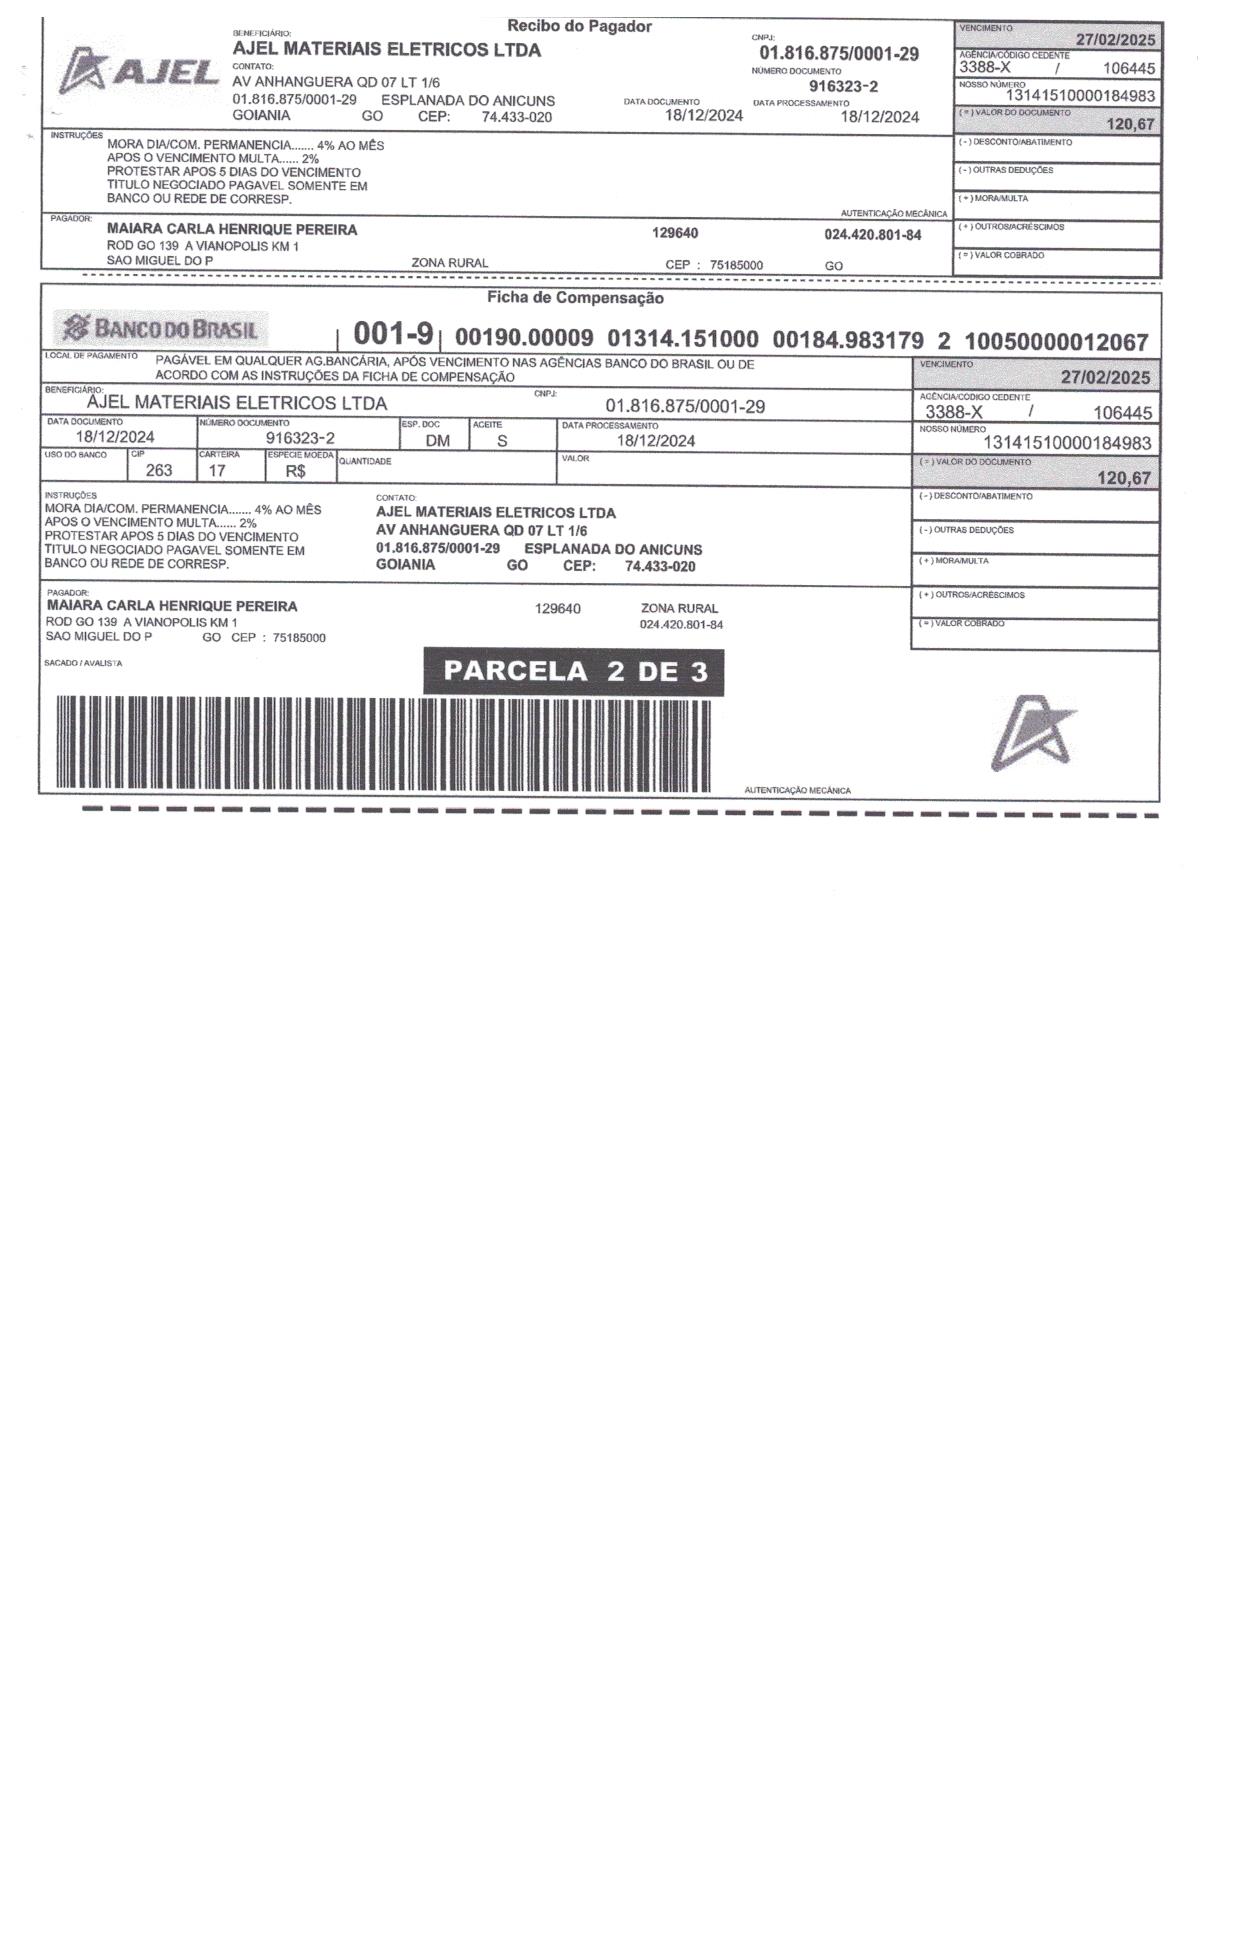 Recibo do Pagador
AJEL
BENEFICIÁRIO:
AJEL MATERIAIS ELETRICOS LTDA
CNPJ:
01.816.875/0001-29
CONTATO:
AV ANHANGUERA QD 07 LT 1/6
NÚMERO DOCUMENTO
916323-2
01.816.875/0001-29 ESPLANADA DO ANICUNS
GOIANIA GO CEP: 74.433-020
DATA DOCUMENTO
18/12/2024
DATA PROCESSAMENTO
18/12/2024
VENCIMENTO
27/02/2025
AGÊNCIA/CÓDIGO CEDENTE
3388-X / 106445
NOSSO NÚMERO
13141510000184983
( = ) VALOR DO DOCUMENTO
120,67
( - ) DESCONTO/ABATIMENTO
( - ) OUTRAS DEDUÇÕES
( + ) MORA/MULTA
( + ) OUTROS/ACRÉSCIMOS
( = ) VALOR COBRADO
INSTRUÇÕES
MORA DIA/COM. PERMANENCIA....... 4% AO MÊS
APOS O VENCIMENTO MULTA...... 2%
PROTESTAR APOS 5 DIAS DO VENCIMENTO
TITULO NEGOCIADO PAGAVEL SOMENTE EM
BANCO OU REDE DE CORRESP.
AUTENTICAÇÃO MECÂNICA
PAGADOR:
MAIARA CARLA HENRIQUE PEREIRA 129640 024.420.801-84
ROD GO 139 A VIANOPOLIS KM 1
SAO MIGUEL DO P ZONA RURAL CEP : 75185000 GO
Ficha de Compensação
BANCO DO BRASIL 001-9 00190.00009 01314.151000 00184.983179 2 10050000012067
LOCAL DE PAGAMENTO
PAGÁVEL EM QUALQUER AG.BANCÁRIA, APÓS VENCIMENTO NAS AGÊNCIAS BANCO DO BRASIL OU DE
ACORDO COM AS INSTRUÇÕES DA FICHA DE COMPENSAÇÃO
VENCIMENTO
27/02/2025
BENEFICIÁRIO:
AJEL MATERIAIS ELETRICOS LTDA
CNPJ:
01.816.875/0001-29
AGÊNCIA/CÓDIGO CEDENTE
3388-X / 106445
DATA DOCUMENTO
18/12/2024
NÚMERO DOCUMENTO
916323-2
ESP. DOC
DM
ACEITE
S
DATA PROCESSAMENTO
18/12/2024
NOSSO NÚMERO
13141510000184983
USO DO BANCO
CIP
263
CARTEIRA
17
ESPECIE MOEDA
R$
QUANTIDADE
VALOR
( = ) VALOR DO DOCUMENTO
120,67
INSTRUÇÕES
MORA DIA/COM. PERMANENCIA....... 4% AO MÊS
APOS O VENCIMENTO MULTA...... 2%
PROTESTAR APOS 5 DIAS DO VENCIMENTO
TITULO NEGOCIADO PAGAVEL SOMENTE EM
BANCO OU REDE DE CORRESP.
CONTATO:
AJEL MATERIAIS ELETRICOS LTDA
AV ANHANGUERA QD 07 LT 1/6
01.816.875/0001-29 ESPLANADA DO ANICUNS
GOIANIA GO CEP: 74.433-020
( - ) DESCONTO/ABATIMENTO
( - ) OUTRAS DEDUÇÕES
( + ) MORA/MULTA
( + ) OUTROS/ACRÉSCIMOS
( = ) VALOR COBRADO
PAGADOR:
MAIARA CARLA HENRIQUE PEREIRA 129640 ZONA RURAL
ROD GO 139 A VIANOPOLIS KM 1 024.420.801-84
SAO MIGUEL DO P GO CEP : 75185000
SACADO / AVALISTA
PARCELA 2 DE 3
AUTENTICAÇÃO MECÂNICA